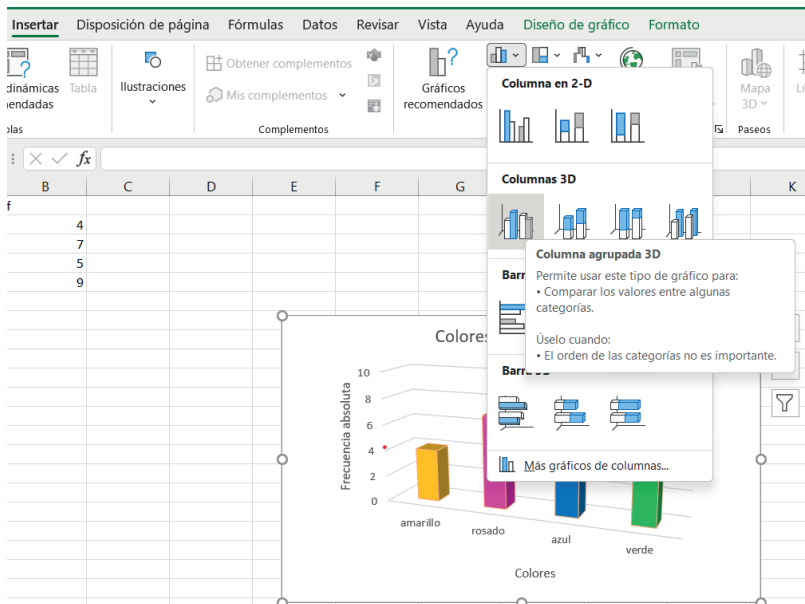 Insertar Disposición de página Fórmulas Datos Revisar Vista Ayuda Diseño de gráfico Formato
dinámicas
endadas
Tabla
Ilustraciones
Obtener complementos
Mis complementos
Complementos
Gráficos
recomendados
Mapa
3D
Paseos
fx
B C D E F G K
f
4
7
5
9
Columna en 2-D
Columnas 3D
Columna agrupada 3D
Permite usar este tipo de gráfico para:
• Comparar los valores entre algunas
categorías.
Úselo cuando:
• El orden de las categorías no es importante.
Más gráficos de columnas...
Frecuencia absoluta
10
8
6
4
2
0
amarillo
rosado
azul
verde
Colores